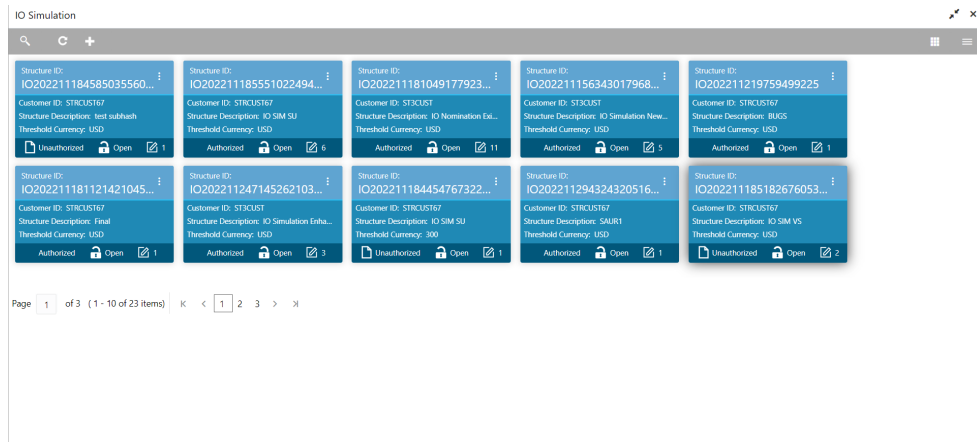 IO Simulation
Structure ID:
IO202211184585035560...
Customer ID: STRCUST67
Structure Description: test subhash
Threshold Currency: USD
Unauthorized Open 1
Structure ID:
IO202211185551022494...
Customer ID: STRCUST67
Structure Description: IO SIM SU
Threshold Currency: USD
Authorized Open 6
Structure ID:
IO202211181049177923...
Customer ID: ST3CUST
Structure Description: IO Nomination Exi...
Threshold Currency: USD
Authorized Open 11
Structure ID:
IO202211156343017968...
Customer ID: ST3CUST
Structure Description: IO Simulation New...
Threshold Currency: USD
Authorized Open 5
Structure ID:
IO202211219759499225
Customer ID: STRCUST67
Structure Description: BUGS
Threshold Currency: USD
Authorized Open 1
Structure ID:
IO202211181121421045...
Customer ID: STRCUST67
Structure Description: Final
Threshold Currency: USD
Authorized Open 1
Structure ID:
IO202211247145262103...
Customer ID: ST3CUST
Structure Description: IO Simulation Enha...
Threshold Currency: USD
Authorized Open 3
Structure ID:
IO202211184454767322...
Customer ID: STRCUST67
Structure Description: IO SIM SU
Threshold Currency: 300
Unauthorized Open 1
Structure ID:
IO202211294324320516...
Customer ID: STRCUST67
Structure Description: SAUR1
Threshold Currency: USD
Authorized Open 1
Structure ID:
IO202211185182676053...
Customer ID: STRCUST67
Structure Description: IO SIM VS
Threshold Currency: USD
Unauthorized Open 2
Page 1 of 3 ( 1 - 10 of 23 items) 1 2 3